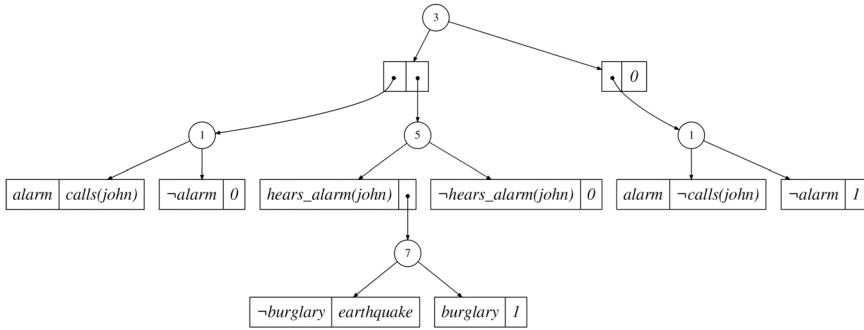 3
0
1
5
1
alarm calls(john)
¬alarm 0
hears_alarm(john)
¬hears_alarm(john) 0
alarm ¬calls(john)
¬alarm 1
7
¬burglary earthquake
burglary 1